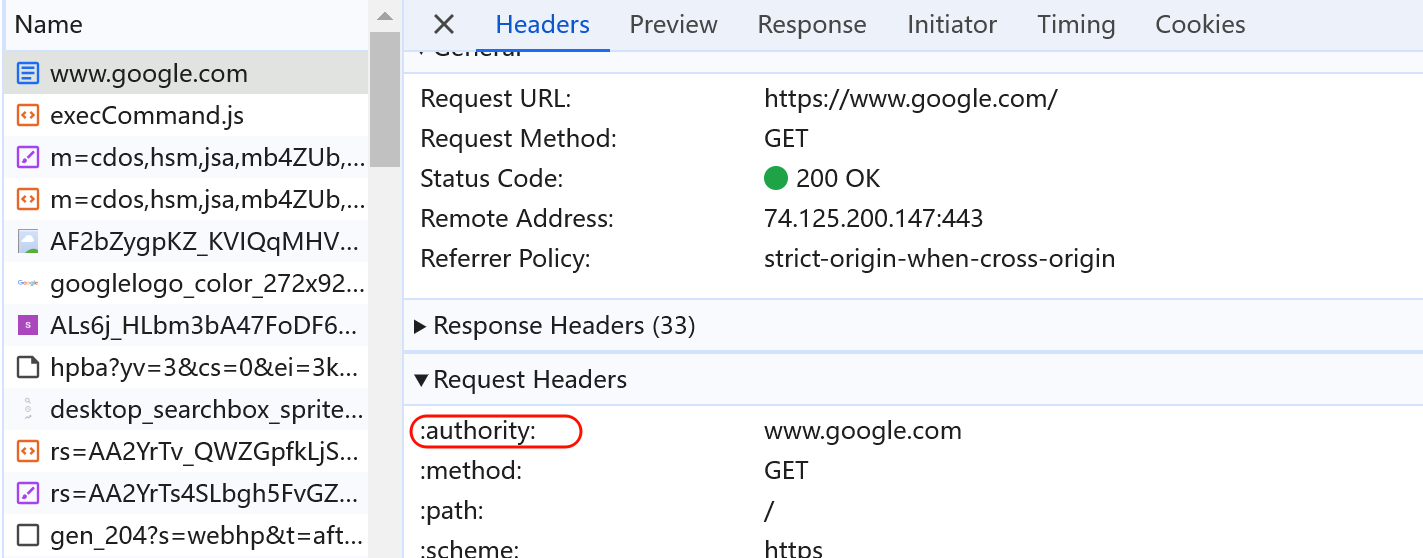 Name
www.google.com
execCommand.js
m=cdos,hsm,jsa,mb4ZUb,...
m=cdos,hsm,jsa,mb4ZUb,...
AF2bZygpKZ_KVIQqMHV...
googlelogo_color_272x92...
ALs6j_HLbm3bA47FoDF6...
hpba?yv=3&cs=0&ei=3k...
desktop_searchbox_sprite...
rs=AA2YrTv_QWZGpfkLjS...
rs=AA2YrTs4SLbgh5FvGZ...
gen_204?s=webhp&t=aft...
Headers Preview Response Initiator Timing Cookies
General
Request URL: https://www.google.com/
Request Method: GET
Status Code: 200 OK
Remote Address: 74.125.200.147:443
Referrer Policy: strict-origin-when-cross-origin
Response Headers (33)
Request Headers
:authority: www.google.com
:method: GET
:path: /
:scheme: https